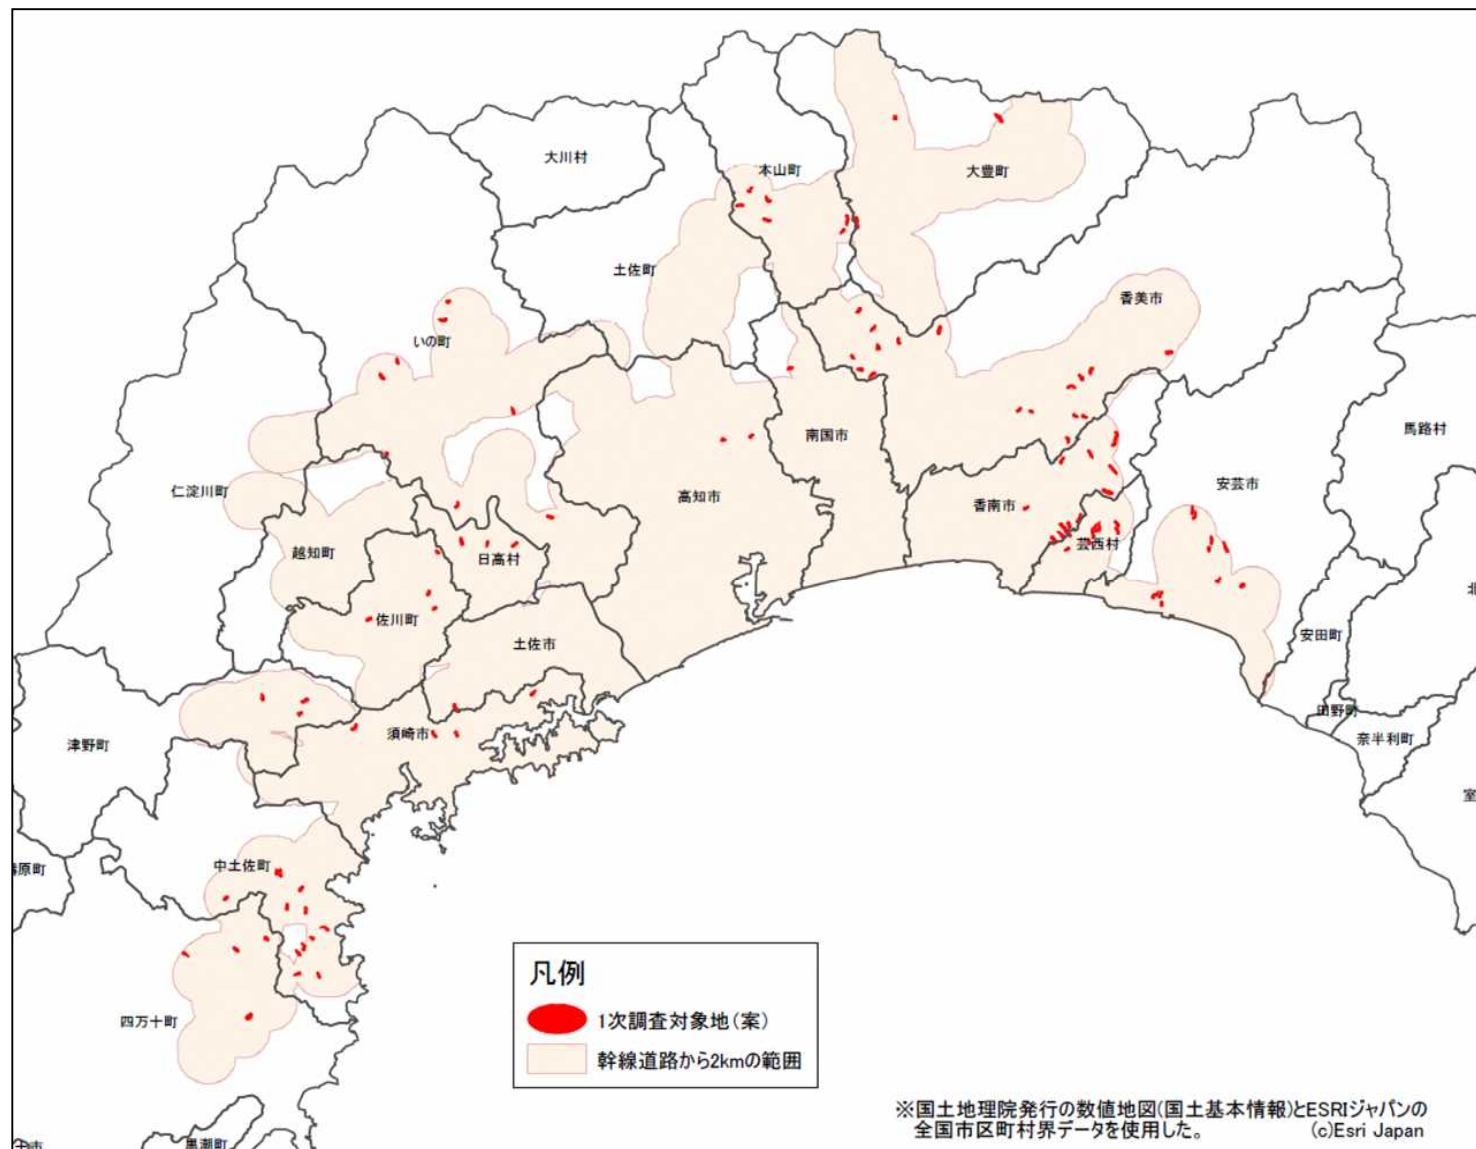 大川村
本山町
大豊町
土佐町
香美市
いの町
馬路村
南国市
安芸市
仁淀川町
高知市
香南市
越知町
日高村
芸西村
佐川町
土佐市
安田町
北
田野町
須崎市
津野町
奈半利町
室
中土佐町
原町
四万十町
黒潮町
市
凡例
1次調査対象地(案)
幹線道路から2kmの範囲
※国土地理院発行の数値地図(国土基本情報)とESRIジャパンの
全国市区町村界データを使用した。 (c)Esri Japan